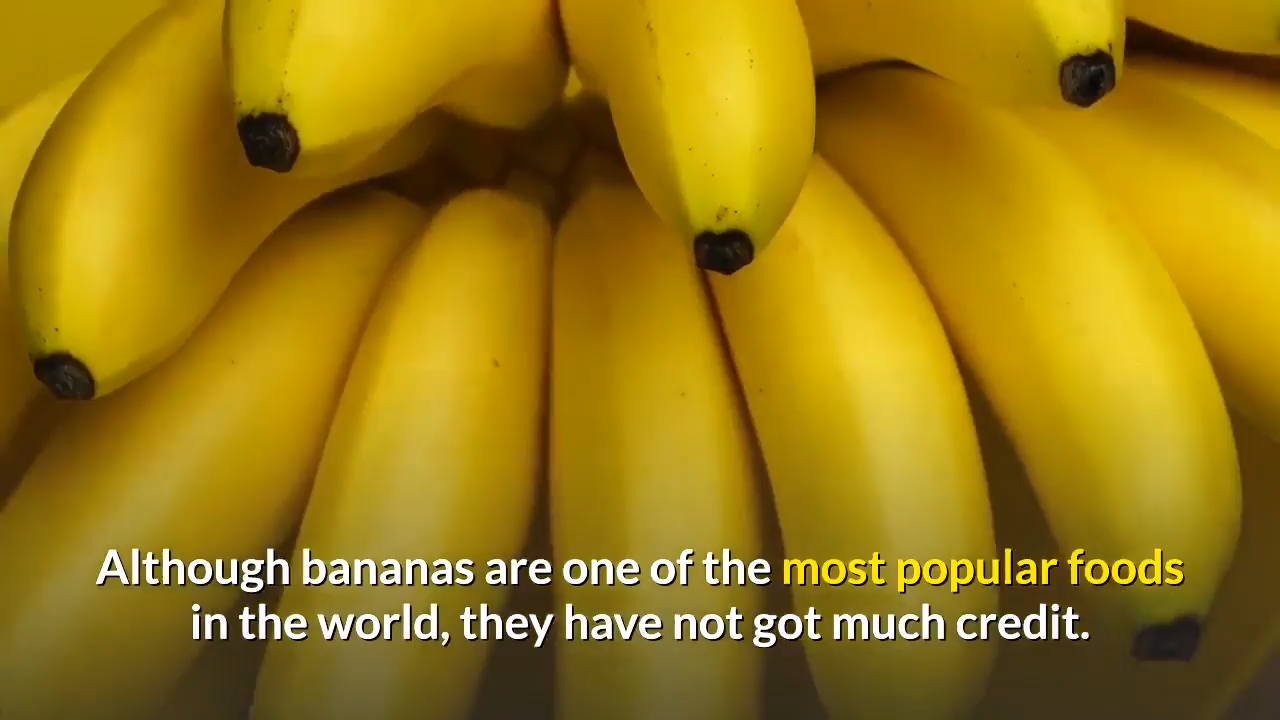 Although bananas are one of the most popular foods
in the world, they have not got much credit.